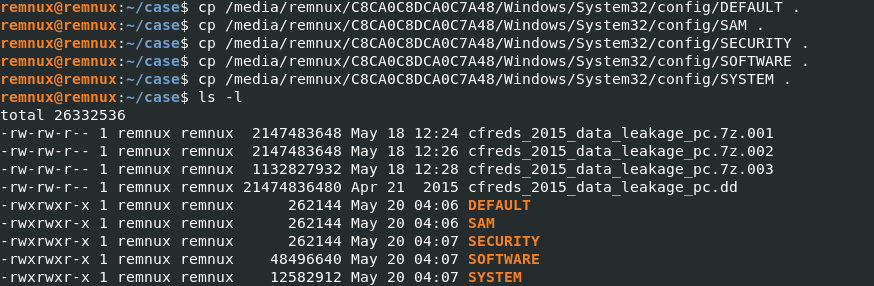 remnux@remnux:~/case$ cp /media/remnux/C8CA0C8DCA0C7A48/Windows/System32/config/DEFAULT .
remnux@remnux:~/case$ cp /media/remnux/C8CA0C8DCA0C7A48/Windows/System32/config/SAM .
remnux@remnux:~/case$ cp /media/remnux/C8CA0C8DCA0C7A48/Windows/System32/config/SECURITY .
remnux@remnux:~/case$ cp /media/remnux/C8CA0C8DCA0C7A48/Windows/System32/config/SOFTWARE .
remnux@remnux:~/case$ cp /media/remnux/C8CA0C8DCA0C7A48/Windows/System32/config/SYSTEM .
remnux@remnux:~/case$ ls -l
total 26332536
-rw-rw-r-- 1 remnux remnux  2147483648 May 18 12:24 cfreds_2015_data_leakage_pc.7z.001
-rw-rw-r-- 1 remnux remnux  2147483648 May 18 12:26 cfreds_2015_data_leakage_pc.7z.002
-rw-rw-r-- 1 remnux remnux  1132827932 May 18 12:28 cfreds_2015_data_leakage_pc.7z.003
-rw-rw-r-- 1 remnux remnux 21474836480 Apr 21  2015 cfreds_2015_data_leakage_pc.dd
-rwxrwxr-x 1 remnux remnux      262144 May 20 04:06 DEFAULT
-rwxrwxr-x 1 remnux remnux      262144 May 20 04:06 SAM
-rwxrwxr-x 1 remnux remnux      262144 May 20 04:07 SECURITY
-rwxrwxr-x 1 remnux remnux    48496640 May 20 04:07 SOFTWARE
-rwxrwxr-x 1 remnux remnux    12582912 May 20 04:07 SYSTEM